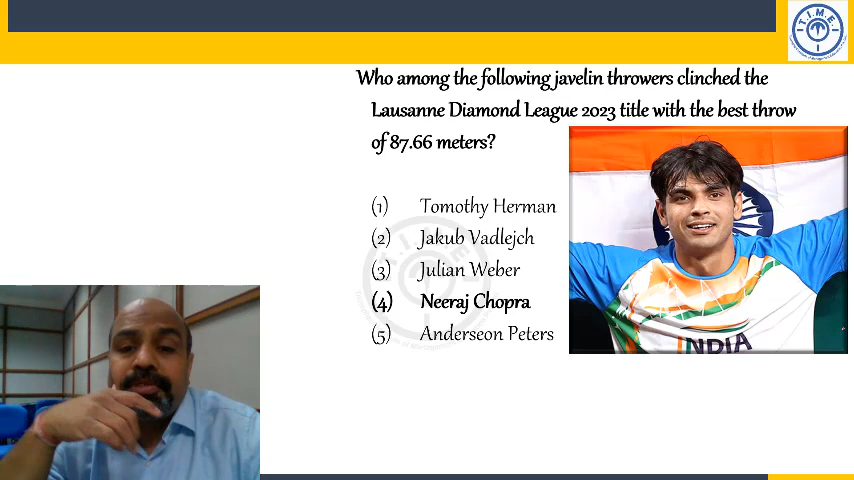 T.I.M.E.
Who among the following javelin throwers clinched the
Lausanne Diamond League 2023 title with the best throw
of 87.66 meters?
(1) Tomothy Herman
(2) Jakub Vadlejch
(3) Julian Weber
(4) Neeraj Chopra
(5) Anderseon Peters
INDIA